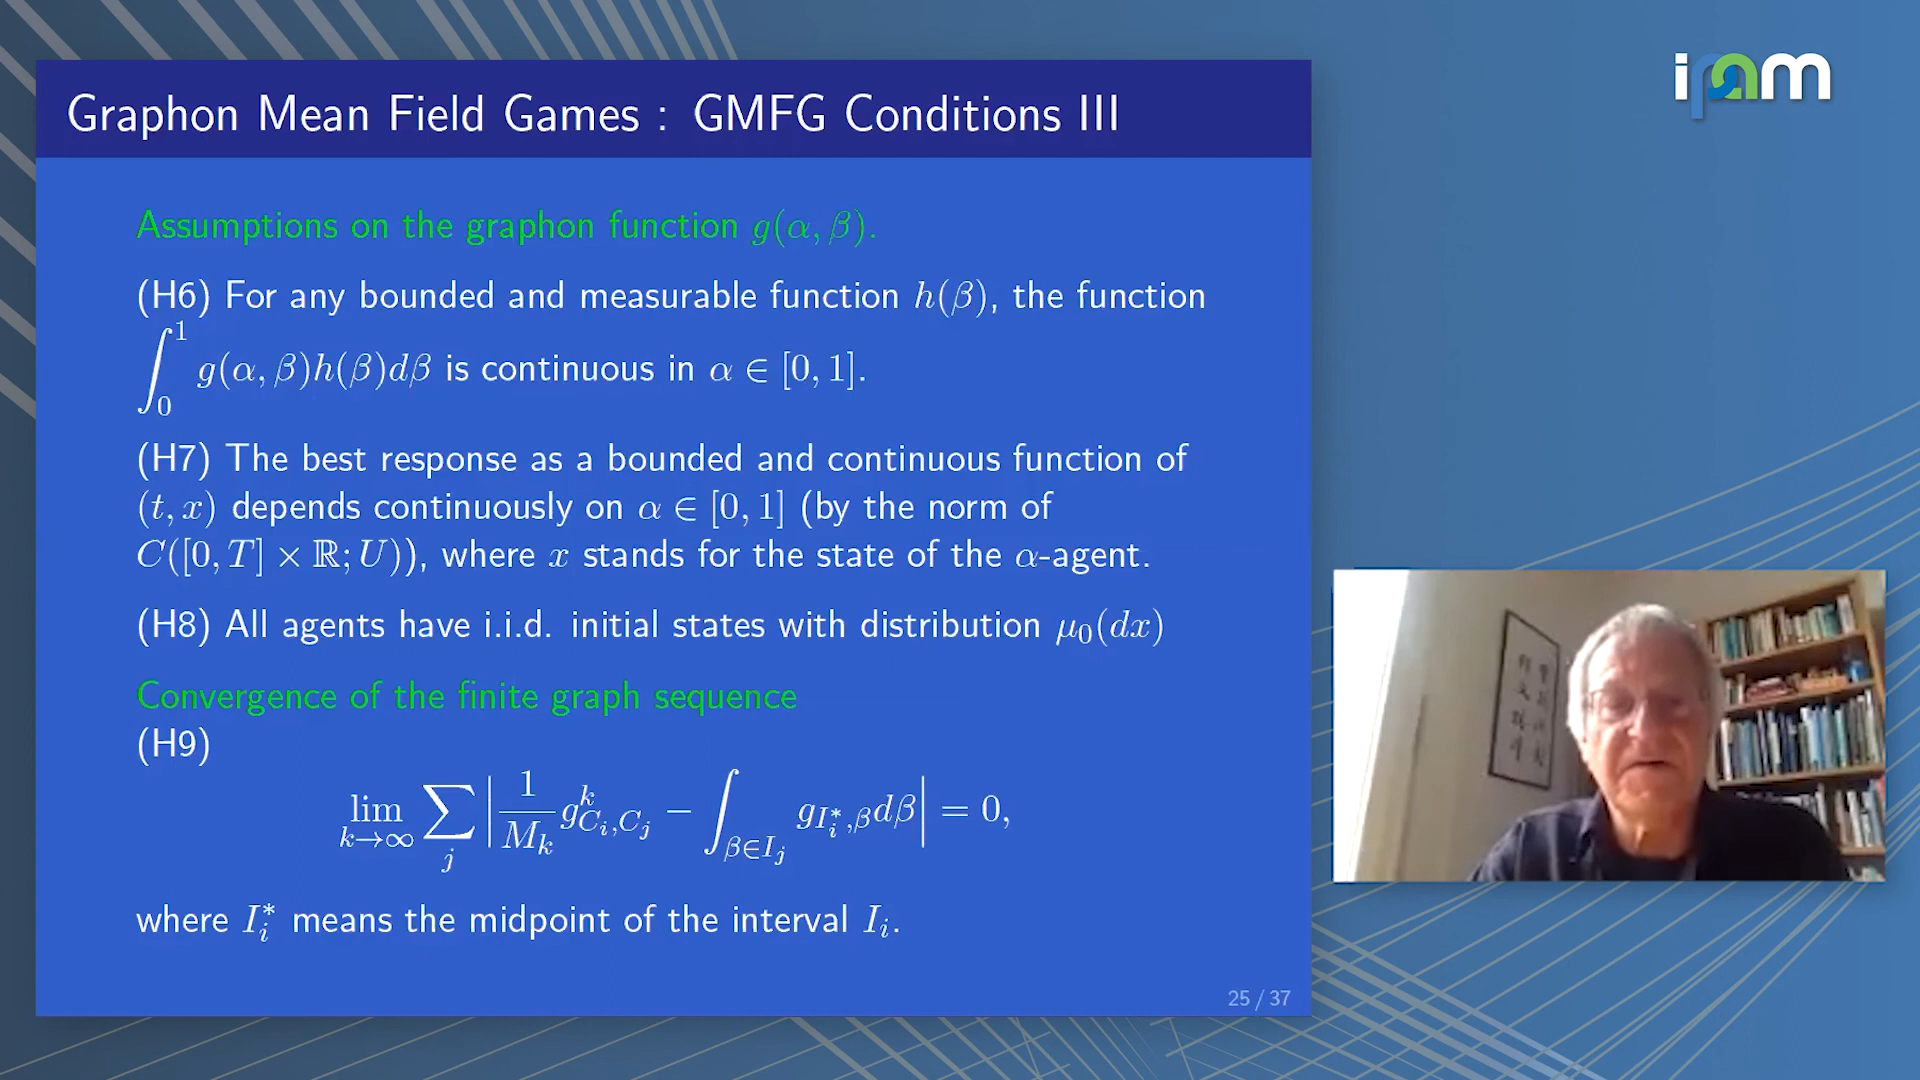 ipam
Graphon Mean Field Games : GMFG Conditions III
Assumptions on the graphon function g(α, β).
(H6) For any bounded and measurable function h(β), the function
∫₀¹ g(α, β)h(β)dβ is continuous in α ∈ [0, 1].
(H7) The best response as a bounded and continuous function of
(t, x) depends continuously on α ∈ [0, 1] (by the norm of
C([0, T] × ℝ; U)), where x stands for the state of the α-agent.
(H8) All agents have i.i.d. initial states with distribution μ₀(dx)
Convergence of the finite graph sequence
(H9)
lim_{k→∞} ∑_j | 1/M_k g^k_{C_i,C_j} − ∫_{β∈I_j} g_{I_i^*,β} dβ | = 0,
where I_i^* means the midpoint of the interval I_i.
25 / 37